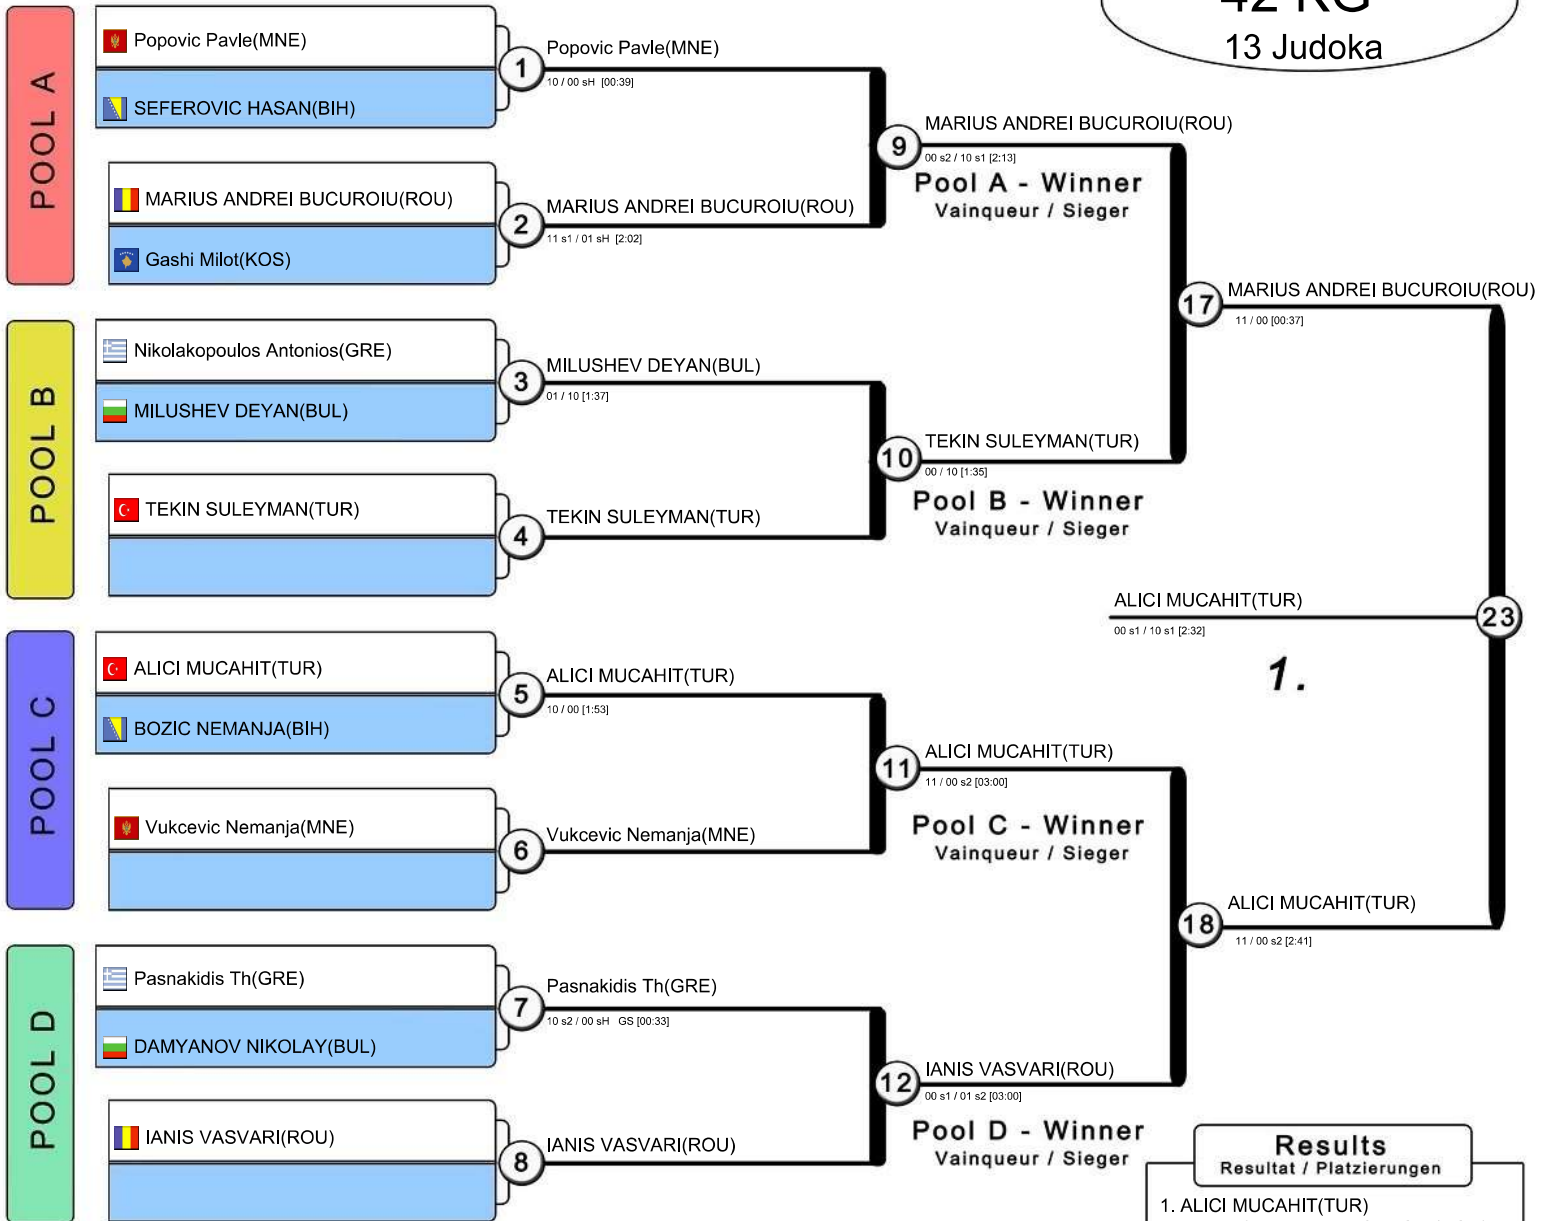 42 KG
13 Judoka
POOL A
Popovic Pavle(MNE)
SEFEROVIC HASAN(BIH)
1
Popovic Pavle(MNE)
10 / 00 sH [00:39]
MARIUS ANDREI BUCUROIU(ROU)
Gashi Milot(KOS)
2
MARIUS ANDREI BUCUROIU(ROU)
11 s1 / 01 sH [2:02]
9
MARIUS ANDREI BUCUROIU(ROU)
00 s2 / 10 s1 [2:13]
Pool A - Winner
Vainqueur / Sieger
POOL B
Nikolakopoulos Antonios(GRE)
MILUSHEV DEYAN(BUL)
3
MILUSHEV DEYAN(BUL)
01 / 10 [1:37]
TEKIN SULEYMAN(TUR)
4
TEKIN SULEYMAN(TUR)
10
TEKIN SULEYMAN(TUR)
00 / 10 [1:35]
Pool B - Winner
Vainqueur / Sieger
17
MARIUS ANDREI BUCUROIU(ROU)
11 / 00 [00:37]
POOL C
ALICI MUCAHIT(TUR)
BOZIC NEMANJA(BIH)
5
ALICI MUCAHIT(TUR)
10 / 00 [1:53]
Vukcevic Nemanja(MNE)
6
Vukcevic Nemanja(MNE)
11
ALICI MUCAHIT(TUR)
11 / 00 s2 [03:00]
Pool C - Winner
Vainqueur / Sieger
POOL D
Pasnakidis Th(GRE)
DAMYANOV NIKOLAY(BUL)
7
Pasnakidis Th(GRE)
10 s2 / 00 sH GS [00:33]
IANIS VASVARI(ROU)
8
IANIS VASVARI(ROU)
12
IANIS VASVARI(ROU)
00 s1 / 01 s2 [03:00]
Pool D - Winner
Vainqueur / Sieger
18
ALICI MUCAHIT(TUR)
11 / 00 s2 [2:41]
23
ALICI MUCAHIT(TUR)
00 s1 / 10 s1 [2:32]
1.
Results
Resultat / Platzierungen
1. ALICI MUCAHIT(TUR)